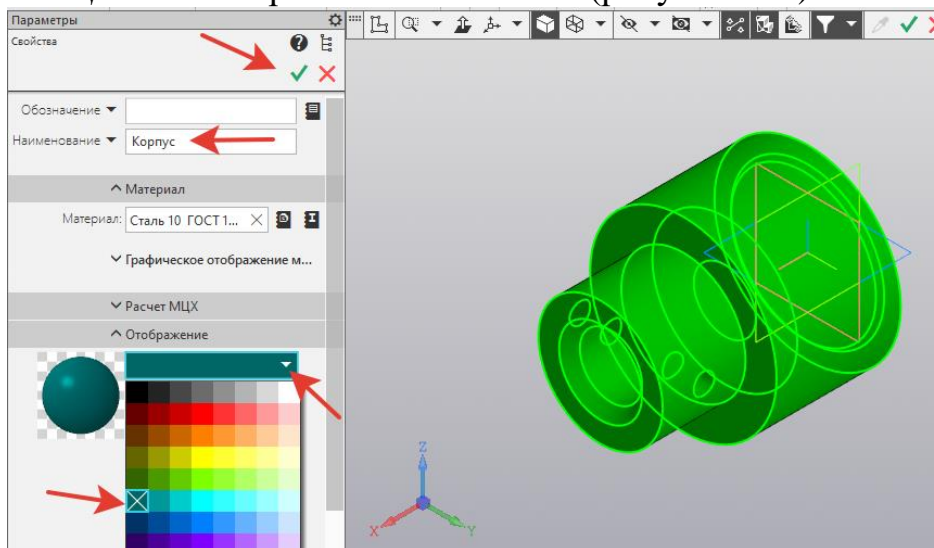 Параметры
Свойства
Обозначение
Наименование
Корпус
Материал
Материал: Сталь 10 ГОСТ 1...
Графическое отображение м...
Расчет МЦХ
Отображение
Z
X
Y